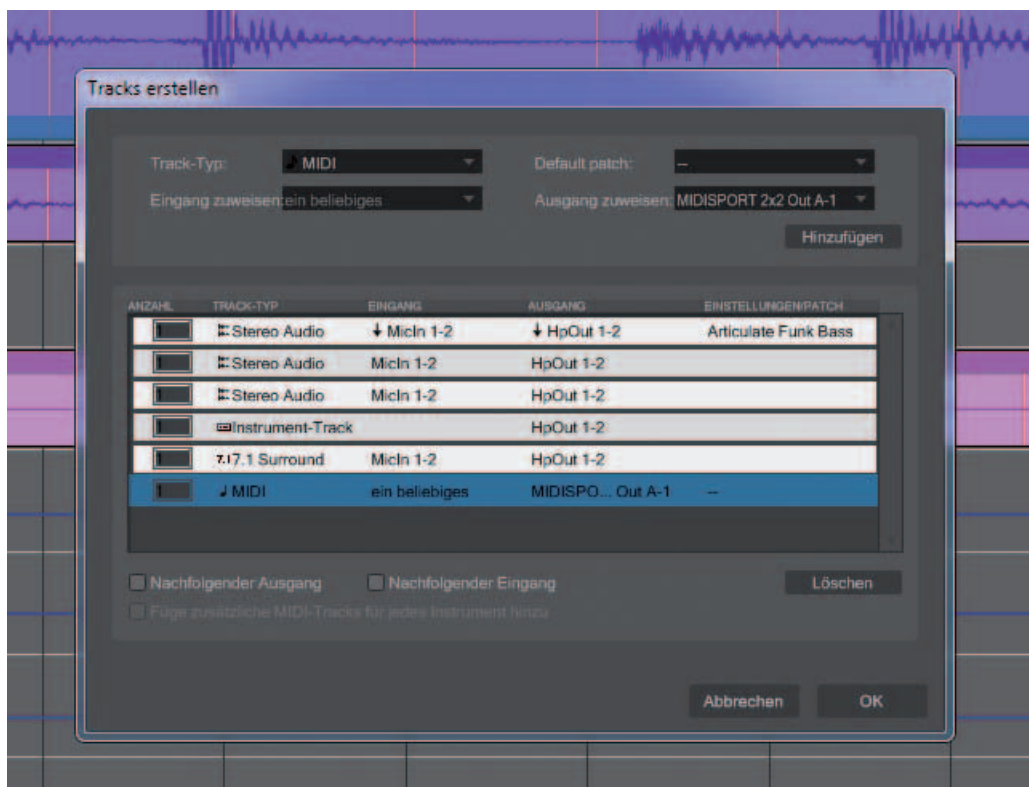 Tracks erstellen
Track-Typ: MIDI Default patch: --
Eingang zuweisen: ein beliebiges Ausgang zuweisen: MIDISPORT 2x2 Out A-1
Hinzufügen
ANZAHL TRACK-TYP EINGANG AUSGANG EINSTELLUNGEN/PATCH
1 Stereo Audio MicIn 1-2 HpOut 1-2 Articulate Funk Bass
1 Stereo Audio MicIn 1-2 HpOut 1-2
1 Stereo Audio MicIn 1-2 HpOut 1-2
1 Instrument-Track HpOut 1-2
1 7.1 7.1 Surround MicIn 1-2 HpOut 1-2
1 MIDI ein beliebiges MIDISPO... Out A-1 --
Nachfolgender Ausgang Nachfolgender Eingang Löschen
Füge zusätzliche MIDI-Tracks für jedes Instrument hinzu
Abbrechen OK